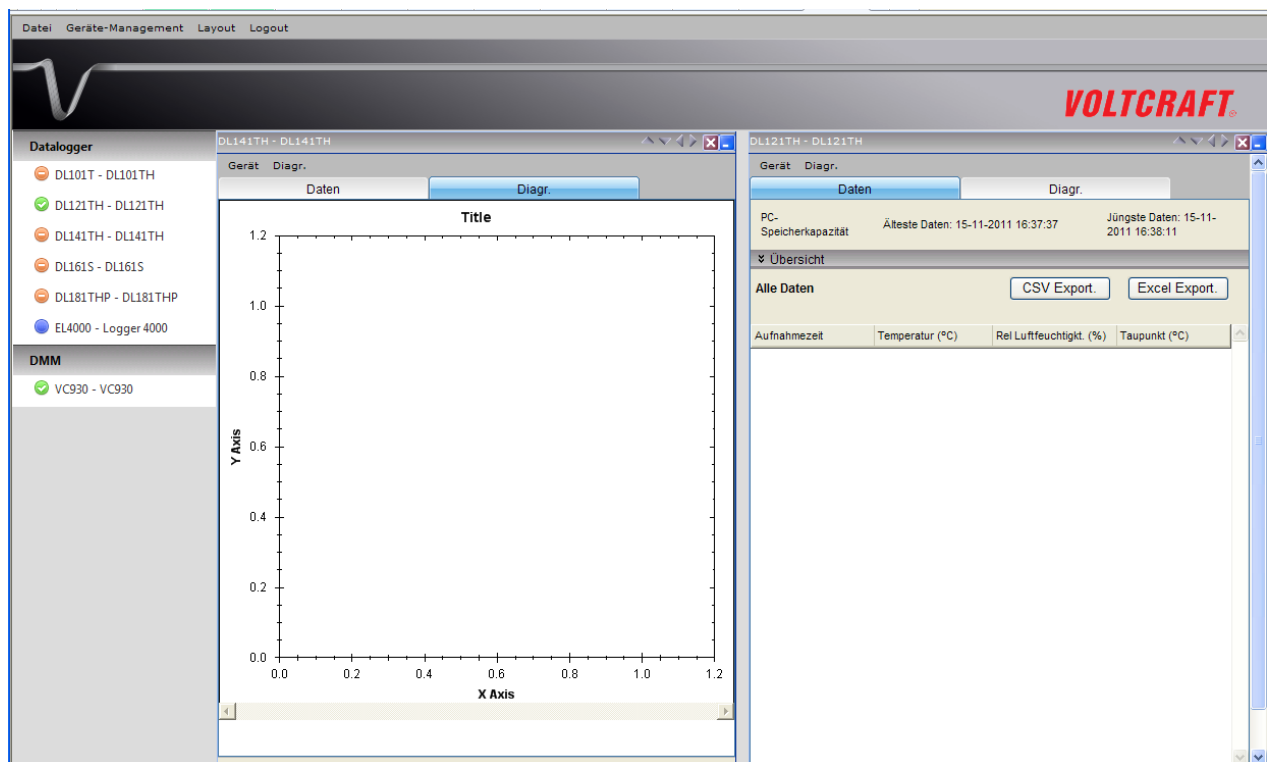 Datei Geräte-Management Layout Logout
VOLTCRAFT®
Datalogger
DL101T - DL101TH
DL121TH - DL121TH
DL141TH - DL141TH
DL161S - DL161S
DL181THP - DL181THP
EL4000 - Logger 4000
DMM
VC930 - VC930
DL141TH - DL141TH
Gerät Diagr.
Daten Diagr.
Title
1.2
1.0
0.8
0.6
0.4
0.2
0.0
Y Axis
0.0 0.2 0.4 0.6 0.8 1.0 1.2
X Axis
DL121TH - DL121TH
Gerät Diagr.
Daten Diagr.
PC-
Speicherkapazität
Älteste Daten: 15-11-2011 16:37:37
Jüngste Daten: 15-11-
2011 16:38:11
Übersicht
Alle Daten CSV Export. Excel Export.
Aufnahmezeit Temperatur (ºC) Rel Luftfeuchtigkt. (%) Taupunkt (ºC)